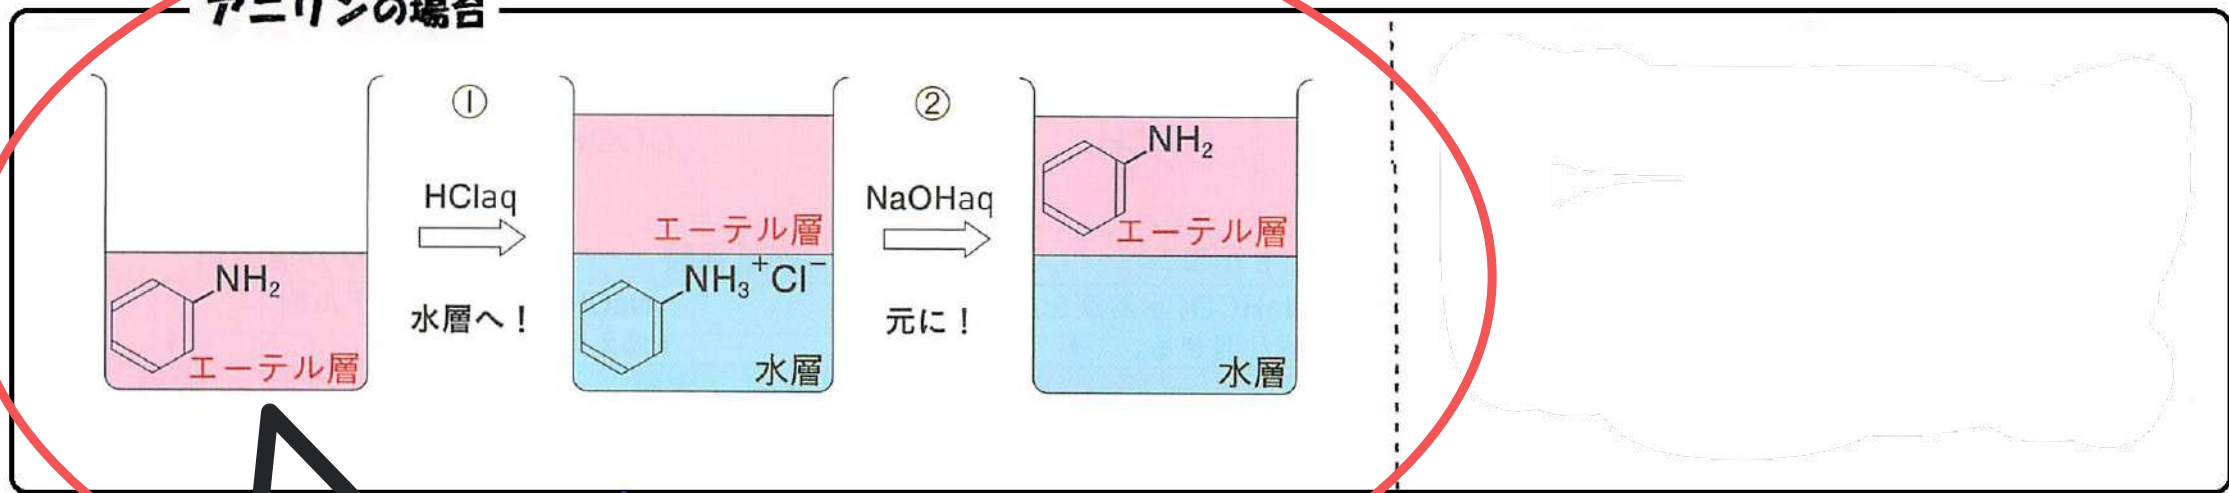 アニリンの場合
①
HClaq
水層へ！
②
NaOHaq
元に！
NH₂
エーテル層
エーテル層
NH₃⁺Cl⁻
水層
NH₂
エーテル層
水層